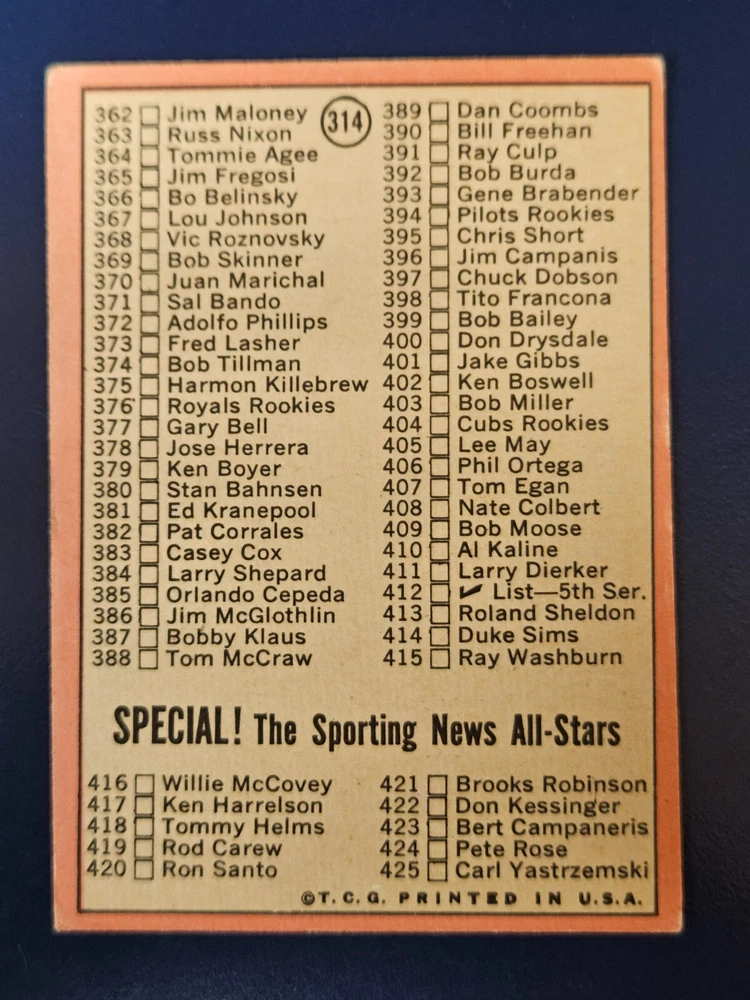 314
362 Jim Maloney
363 Russ Nixon
364 Tommie Agee
365 Jim Fregosi
366 Bo Belinsky
367 Lou Johnson
368 Vic Roznovsky
369 Bob Skinner
370 Juan Marichal
371 Sal Bando
372 Adolfo Phillips
373 Fred Lasher
374 Bob Tillman
375 Harmon Killebrew
376 Royals Rookies
377 Gary Bell
378 Jose Herrera
379 Ken Boyer
380 Stan Bahnsen
381 Ed Kranepool
382 Pat Corrales
383 Casey Cox
384 Larry Shepard
385 Orlando Cepeda
386 Jim McGlothlin
387 Bobby Klaus
388 Tom McCraw
389 Dan Coombs
390 Bill Freehan
391 Ray Culp
392 Bob Burda
393 Gene Brabender
394 Pilots Rookies
395 Chris Short
396 Jim Campanis
397 Chuck Dobson
398 Tito Francona
399 Bob Bailey
400 Don Drysdale
401 Jake Gibbs
402 Ken Boswell
403 Bob Miller
404 Cubs Rookies
405 Lee May
406 Phil Ortega
407 Tom Egan
408 Nate Colbert
409 Bob Moose
410 Al Kaline
411 Larry Dierker
412 ✔ List—5th Ser.
413 Roland Sheldon
414 Duke Sims
415 Ray Washburn
SPECIAL! The Sporting News All-Stars
416 Willie McCovey
417 Ken Harrelson
418 Tommy Helms
419 Rod Carew
420 Ron Santo
421 Brooks Robinson
422 Don Kessinger
423 Bert Campaneris
424 Pete Rose
425 Carl Yastrzemski
©T. C. G. PRINTED IN U.S.A.